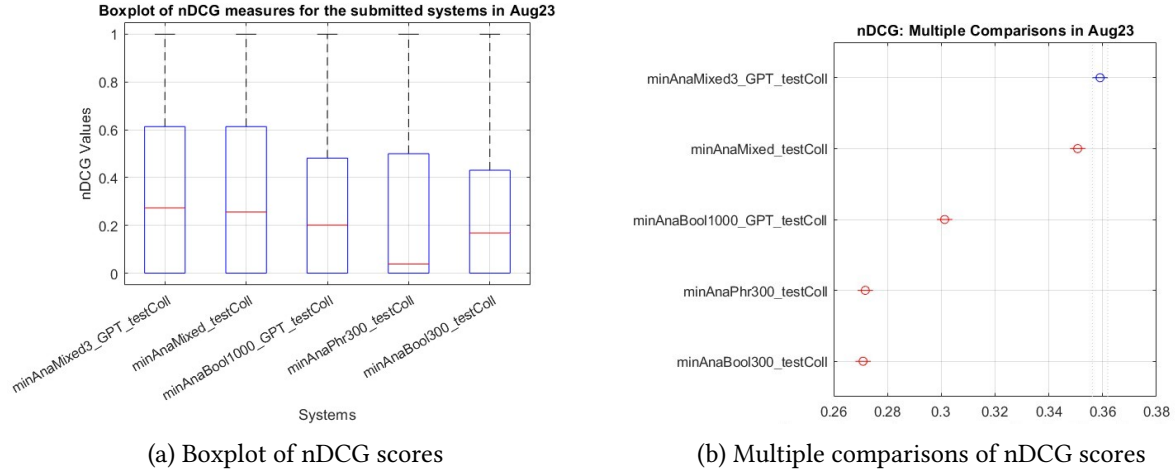 Boxplot of nDCG measures for the submitted systems in Aug23
nDCG Values
1
0.8
0.6
0.4
0.2
0
minAnaMixed3_GPT_testColl
minAnaMixed_testColl
minAnaBool1000_GPT_testColl
minAnaPhr300_testColl
minAnaBool300_testColl
Systems
(a) Boxplot of nDCG scores
nDCG: Multiple Comparisons in Aug23
minAnaMixed3_GPT_testColl
minAnaMixed_testColl
minAnaBool1000_GPT_testColl
minAnaPhr300_testColl
minAnaBool300_testColl
0.26 0.28 0.3 0.32 0.34 0.36 0.38
(b) Multiple comparisons of nDCG scores